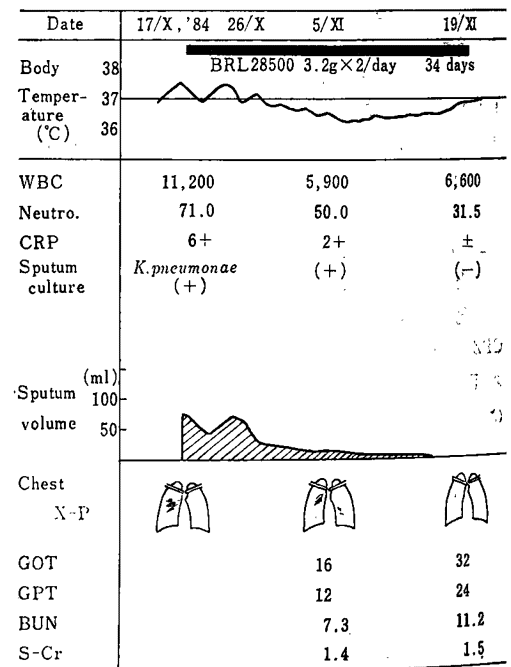 Date 17/X,'84 26/X 5/XI 19/XI
BRL28500 3.2g×2/day 34 days
Body 38
Temper- 37
ature
(°C) 36
WBC 11,200 5,900 6,600
Neutro. 71.0 50.0 31.5
CRP 6+ 2+ ±
Sputum K.pneumonae (+) (-)
culture (+)
(ml)
Sputum 100
volume 50
Chest
X-P
GOT 16 32
GPT 12 24
BUN 7.3 11.2
S-Cr 1.4 1.5